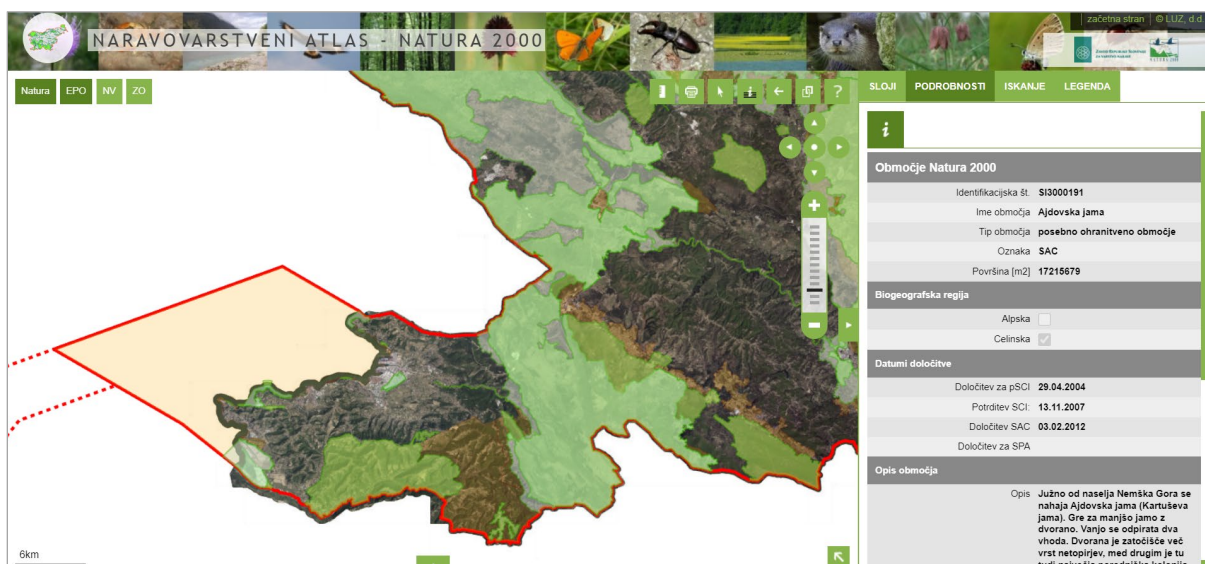 začetna stran | © LUZ, d.d.
NARAVOVARSTVENI ATLAS - NATURA 2000
NATURA 2000
Natura EPO NV ZO
SLOJI PODROBNOSTI ISKANJE LEGENDA
i
Območje Natura 2000
Identifikacijska št. SI3000191
Ime območja Ajdovska jama
Tip območja posebno ohranitveno območje
Oznaka SAC
Površina [m2] 17215679
Biogeografska regija
Alpska
Celinska
Datumi določitve
Določitev za pSCI 29.04.2004
Potrditev SCI: 13.11.2007
Določitev SAC 03.02.2012
Določitev za SPA
Opis območja
Opis Južno od naselja Nemška Gora se
nahaja Ajdovska jama (Kartuševa
jama). Gre za manjšo jamo z
dvorano. Vanjo se odpirata dva
vhoda. Dvorana je zatočišče več
vrst netopirjev, med drugim je tu
6km